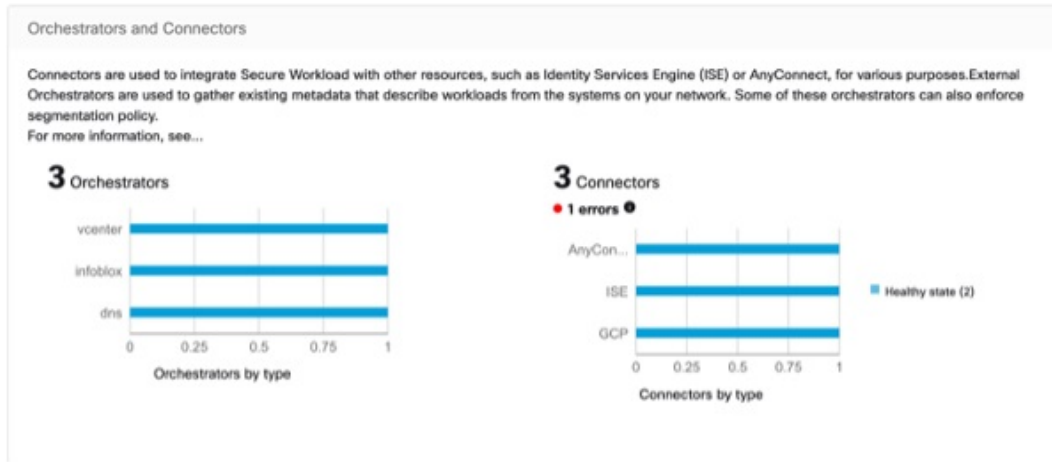 Orchestrators and Connectors
Connectors are used to integrate Secure Workload with other resources, such as Identity Services Engine (ISE) or AnyConnect, for various purposes.External
Orchestrators are used to gather existing metadata that describe workloads from the systems on your network. Some of these orchestrators can also enforce
segmentation policy.
For more information, see...
3 Orchestrators
vcenter
infoblox
dns
0 0.25 0.5 0.75 1
Orchestrators by type
3 Connectors
1 errors
AnyCon...
ISE
GCP
0 0.25 0.5 0.75 1
Connectors by type
Healthy state (2)